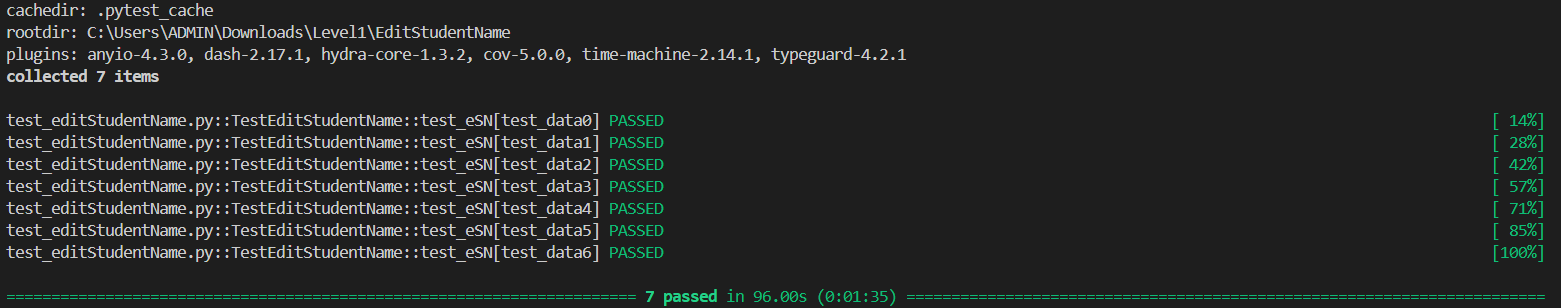 cachedir: .pytest_cache
rootdir: C:\Users\ADMIN\Downloads\Level1\EditStudentName
plugins: anyio-4.3.0, dash-2.17.1, hydra-core-1.3.2, cov-5.0.0, time-machine-2.14.1, typeguard-4.2.1
collected 7 items
test_editStudentName.py::TestEditStudentName::test_eSN[test_data0] PASSED [ 14%]
test_editStudentName.py::TestEditStudentName::test_eSN[test_data1] PASSED [ 28%]
test_editStudentName.py::TestEditStudentName::test_eSN[test_data2] PASSED [ 42%]
test_editStudentName.py::TestEditStudentName::test_eSN[test_data3] PASSED [ 57%]
test_editStudentName.py::TestEditStudentName::test_eSN[test_data4] PASSED [ 71%]
test_editStudentName.py::TestEditStudentName::test_eSN[test_data5] PASSED [ 85%]
test_editStudentName.py::TestEditStudentName::test_eSN[test_data6] PASSED [100%]
====================================================================== 7 passed in 96.00s (0:01:35) ======================================================================